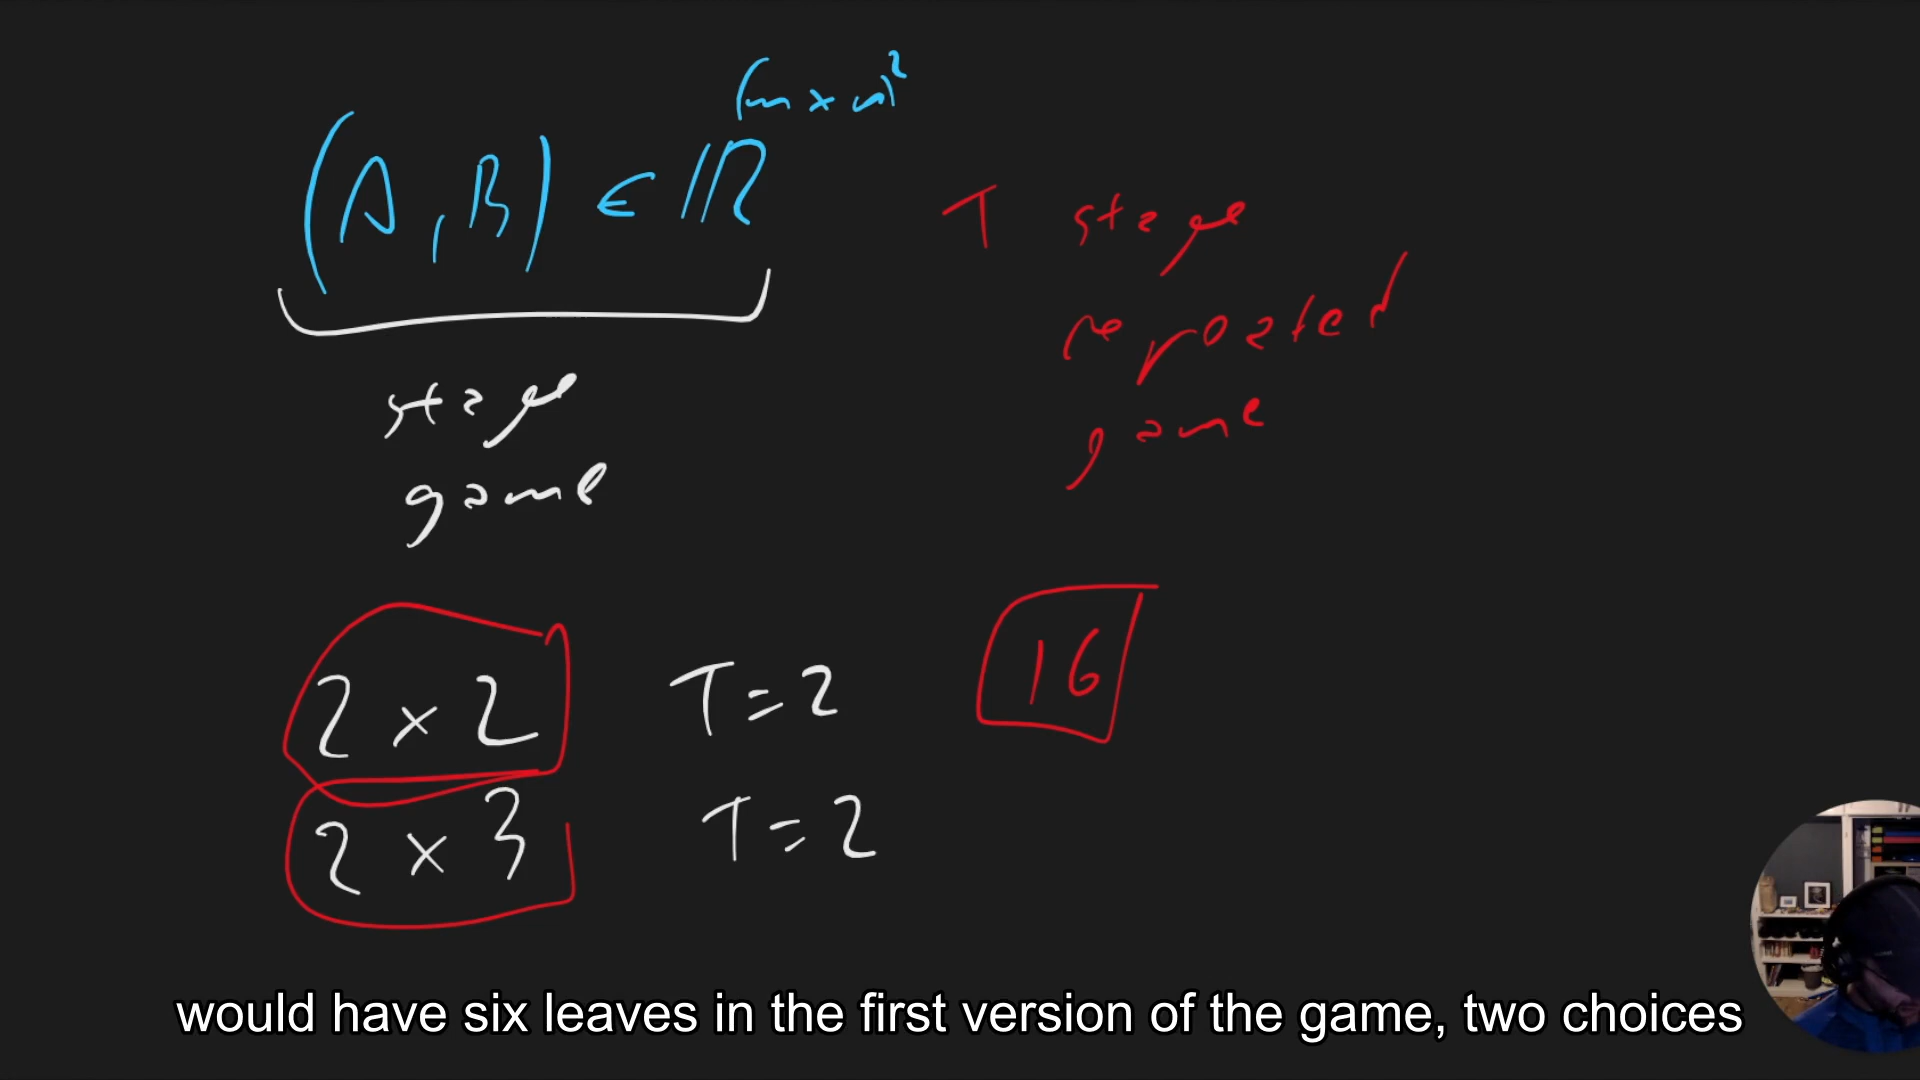 (A, B) ∈ ℝ^(m × n)²
stage
game
T stage
repeated
game
2 × 2 T = 2 16
2 × 3 T = 2
would have six leaves in the first version of the game, two choices